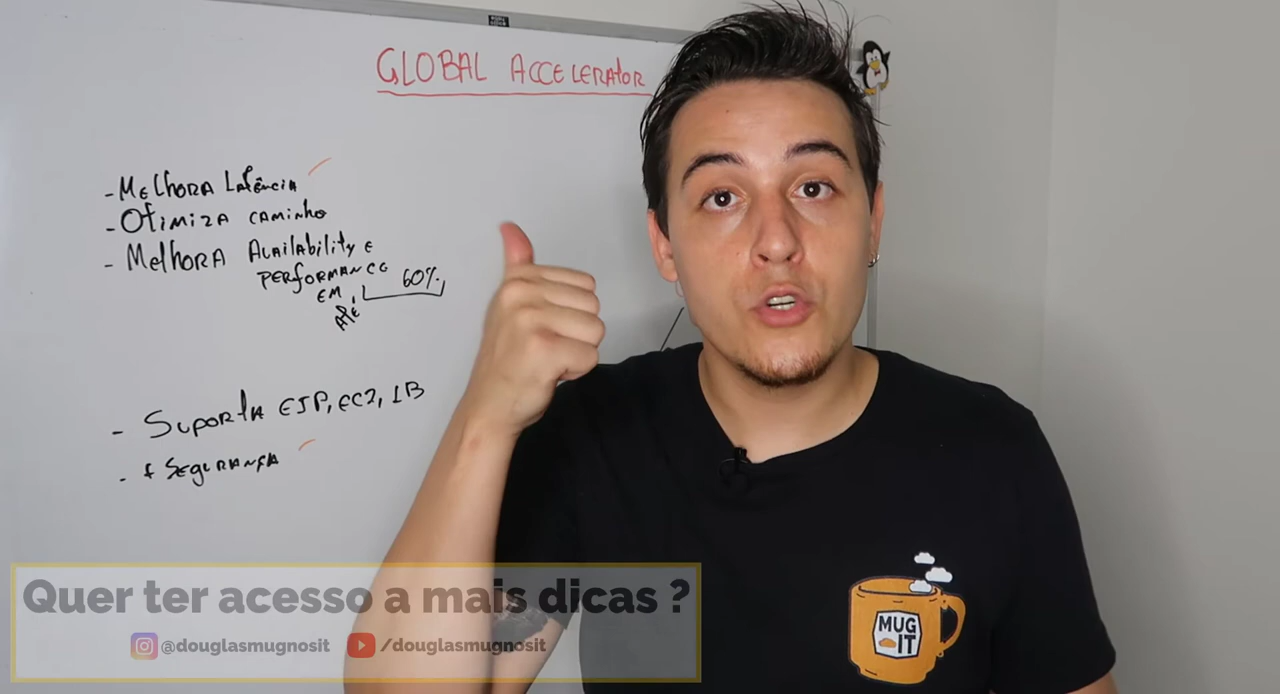 GLOBAL ACCELERATOR
- MELHORA LATÊNCIA
- OTIMIZA CAMINHO
- MELHORA AVAILABILITY E
PERFORMANCE
EM 60%
ATÉ
- SUPORTA EIP, EC2, LB
- + SEGURANÇA
MUG
IT
Quer ter acesso a mais dicas ?
@douglasmugnosit /douglasmugnosit